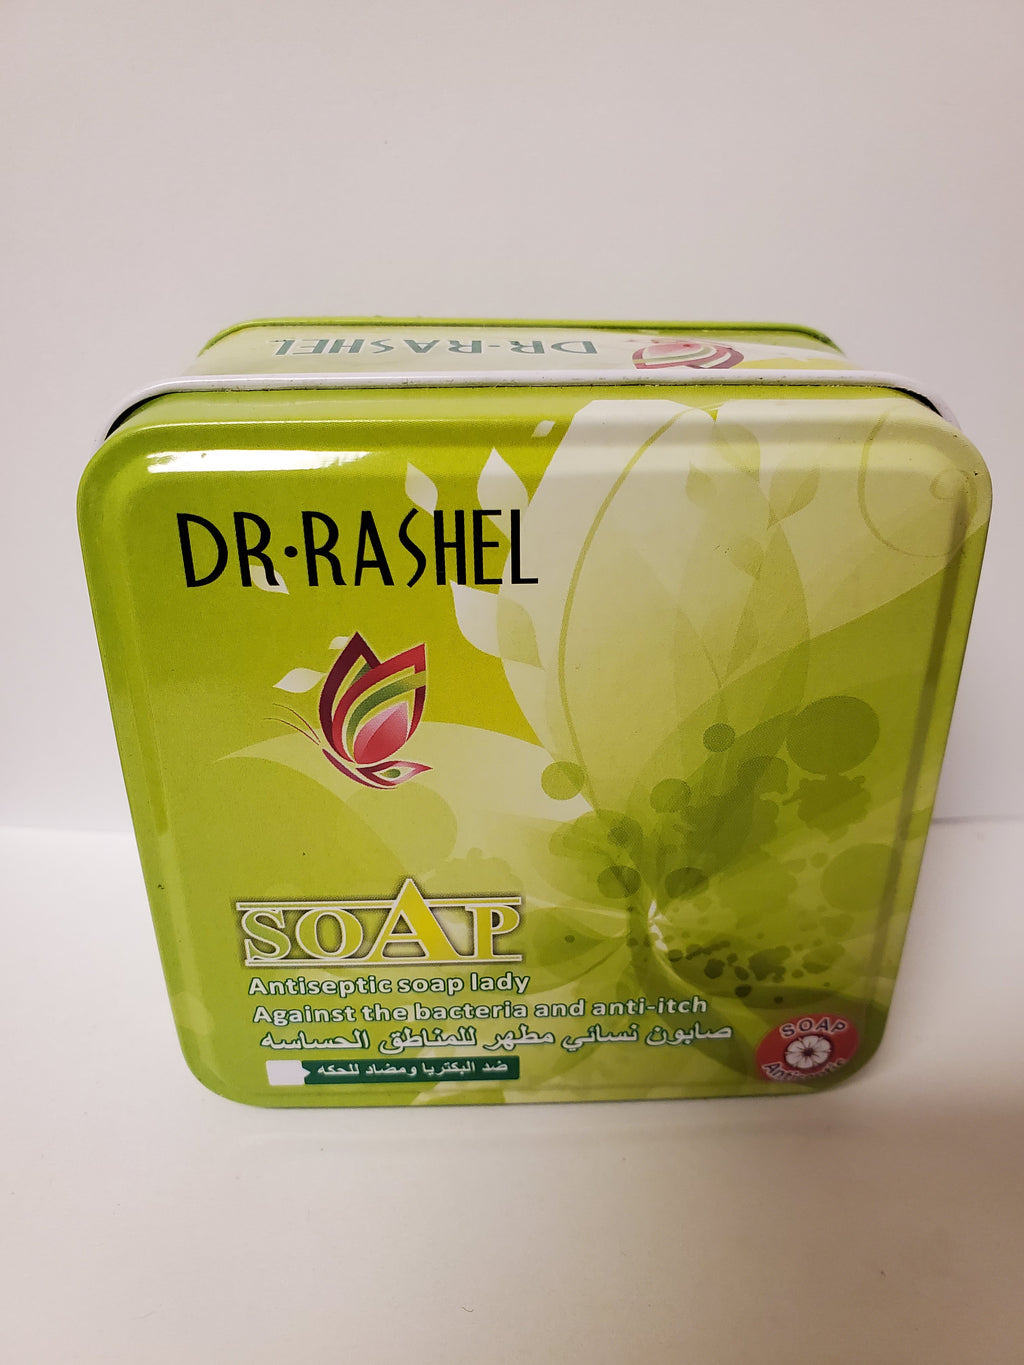 DR·RASHEL
DR·RASHEL
SOAP
Antiseptic soap lady
Against the bacteria and anti-itch
صابون نسائي مطهر للمناطق الحساسه
ضد البكتريا ومضاد للحكه
SOAP
Antiseptic